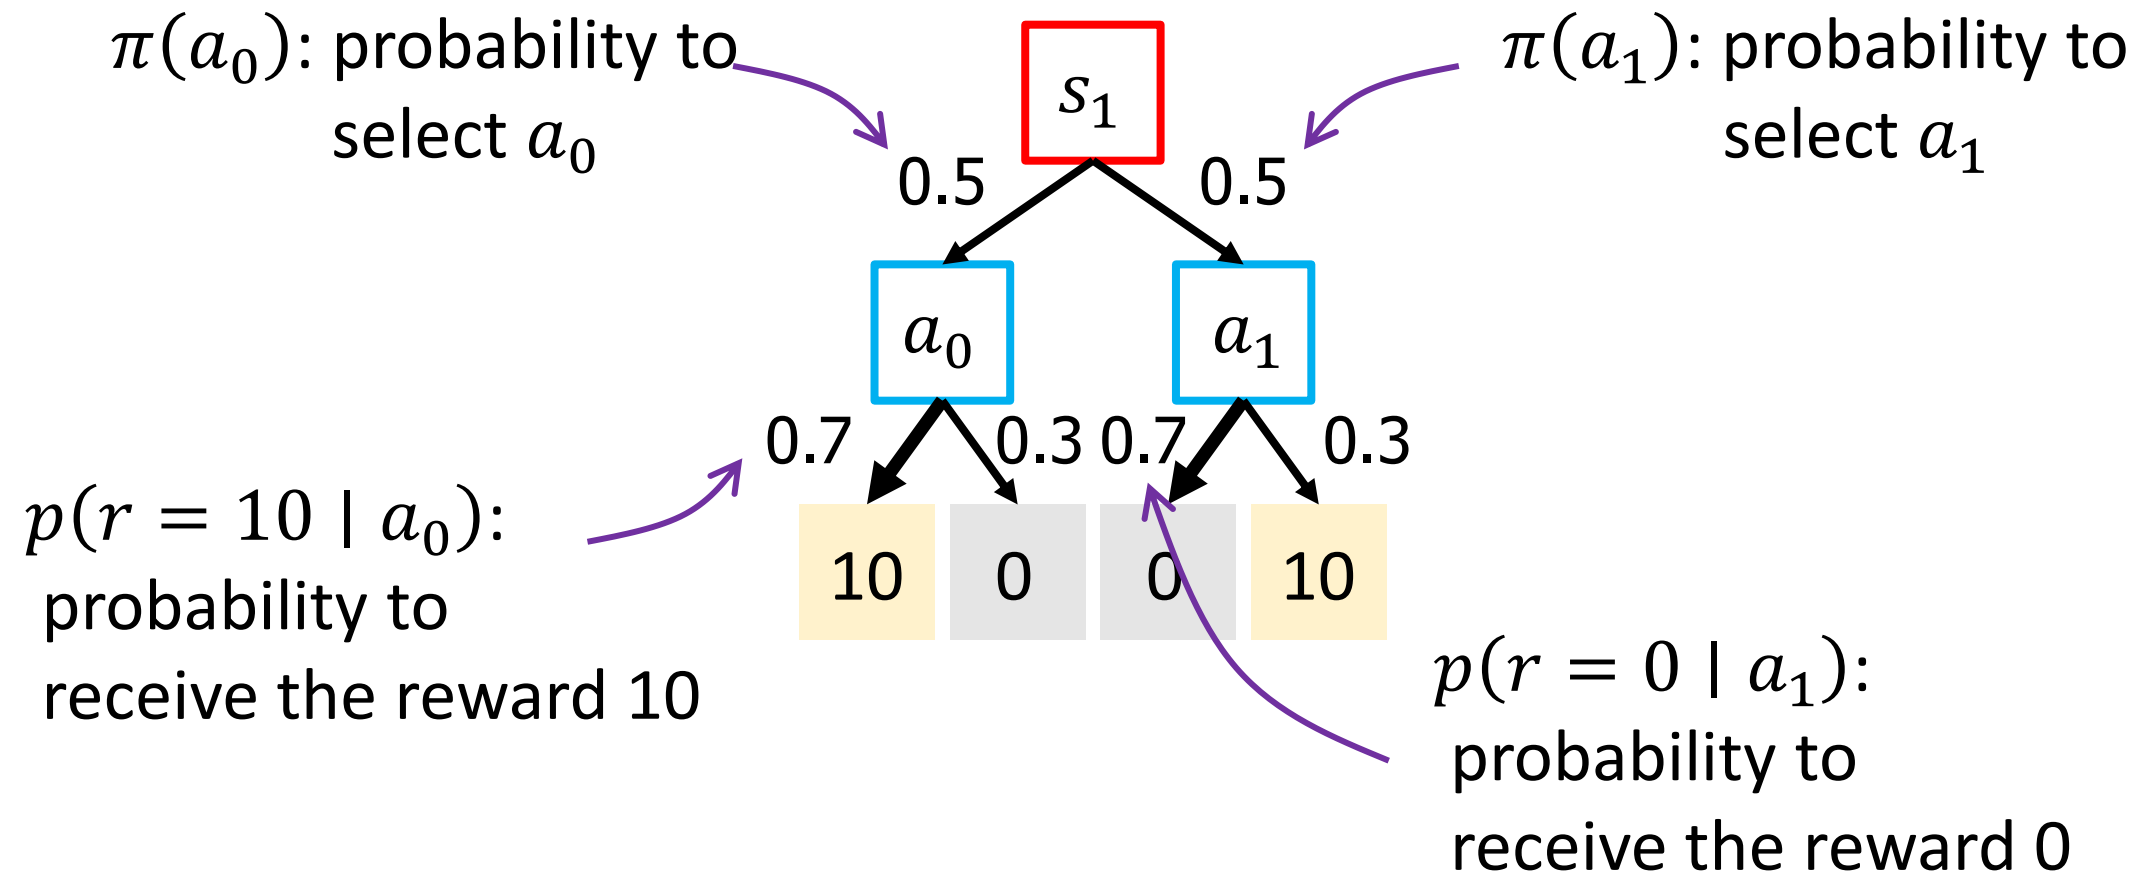 π(a₀): probability to
select a₀
π(a₁): probability to
select a₁
s₁
0.5 0.5
a₀ a₁
0.7 0.3 0.7 0.3
p(r = 10 | a₀):
probability to
receive the reward 10
10 0 0 10
p(r = 0 | a₁):
probability to
receive the reward 0